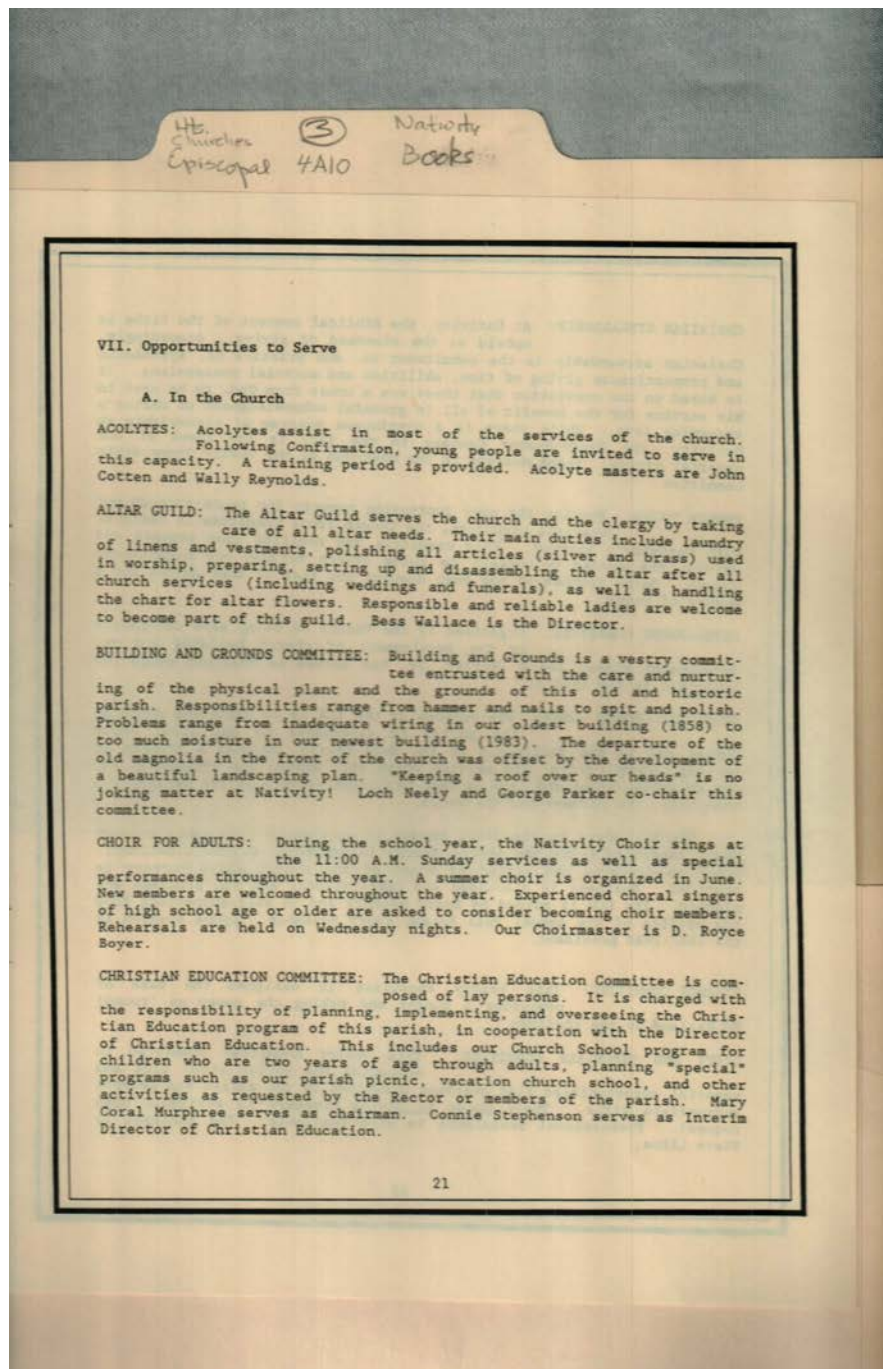 Hts.
Churches
Episcopal
3
4A10
Nativity
Books
VII. Opportunities to Serve
A. In the Church
ACOLYTES: Acolytes assist in most of the services of the church.
Following Confirmation, young people are invited to serve in
this capacity. A training period is provided. Acolyte masters are John
Cotten and Wally Reynolds.
ALTAR GUILD: The Altar Guild serves the church and the clergy by taking
care of all altar needs. Their main duties include laundry
of linens and vestments, polishing all articles (silver and brass) used
in worship, preparing, setting up and disassembling the altar after all
church services (including weddings and funerals), as well as handling
the chart for altar flowers. Responsible and reliable ladies are welcome
to become part of this guild. Bess Wallace is the Director.
BUILDING AND GROUNDS COMMITTEE: Building and Grounds is a vestry commit-
tee entrusted with the care and nurtur-
ing of the physical plant and the grounds of this old and historic
parish. Responsibilities range from hammer and nails to spit and polish.
Problems range from inadequate wiring in our oldest building (1858) to
too much moisture in our newest building (1983). The departure of the
old magnolia in the front of the church was offset by the development of
a beautiful landscaping plan. "Keeping a roof over our heads" is no
joking matter at Nativity! Loch Neely and George Parker co-chair this
committee.
CHOIR FOR ADULTS: During the school year, the Nativity Choir sings at
the 11:00 A.M. Sunday services as well as special
performances throughout the year. A summer choir is organized in June.
New members are welcomed throughout the year. Experienced choral singers
of high school age or older are asked to consider becoming choir members.
Rehearsals are held on Wednesday nights. Our Choirmaster is D. Royce
Boyer.
CHRISTIAN EDUCATION COMMITTEE: The Christian Education Committee is com-
posed of lay persons. It is charged with
the responsibility of planning, implementing, and overseeing the Chris-
tian Education program of this parish, in cooperation with the Director
of Christian Education. This includes our Church School program for
children who are two years of age through adults, planning "special"
programs such as our parish picnic, vacation church school, and other
activities as requested by the Rector or members of the parish. Mary
Coral Murphree serves as chairman. Connie Stephenson serves as Interim
Director of Christian Education.
21